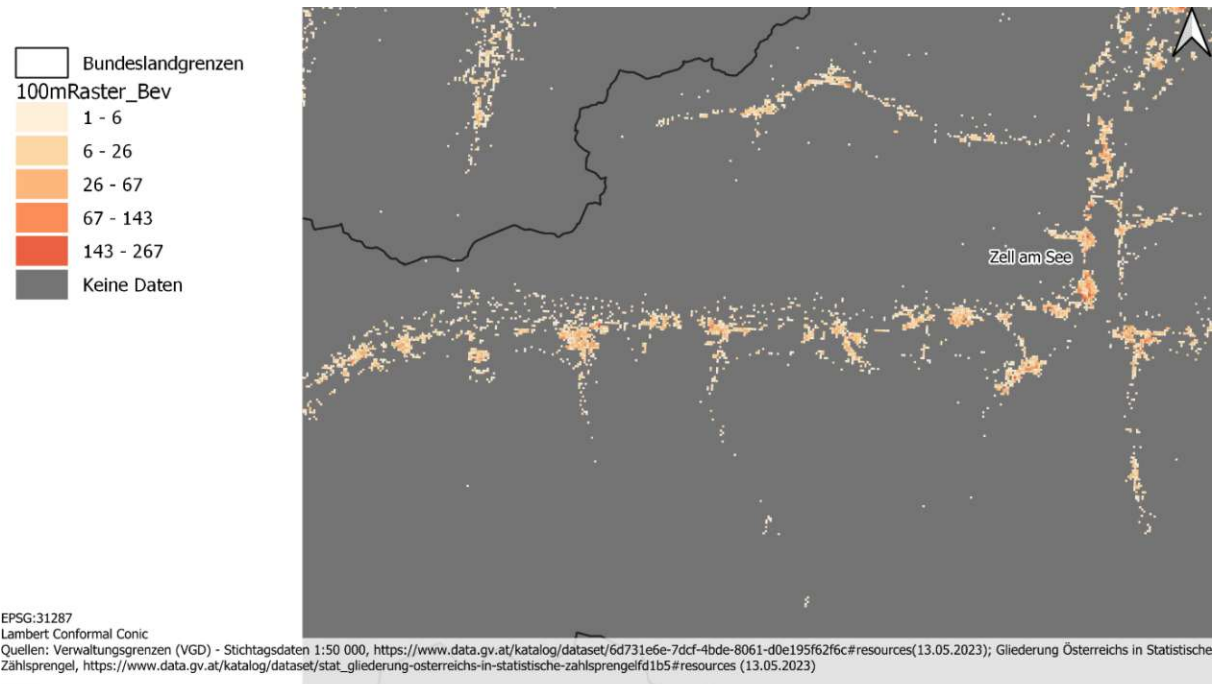 Bundeslandgrenzen
100mRaster_Bev
1 - 6
6 - 26
26 - 67
67 - 143
143 - 267
Keine Daten
Zell am See
EPSG:31287
Lambert Conformal Conic
Quellen: Verwaltungsgrenzen (VGD) - Stichtagsdaten 1:50 000, https://www.data.gv.at/katalog/dataset/6d731e6e-7dcf-4bde-8061-d0e195f62f6c#resources(13.05.2023); Gliederung Österreichs in Statistische
Zählsprengel, https://www.data.gv.at/katalog/dataset/stat_gliederung-osterreichs-in-statistische-zahlsprengelfd1b5#resources (13.05.2023)